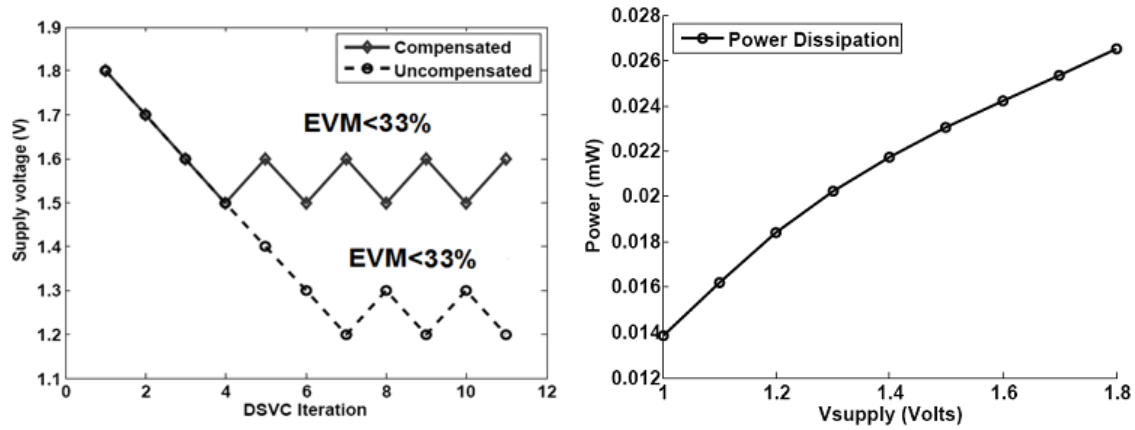 1.9
1.8
1.7
1.6
1.5
1.4
1.3
1.2
1.1
Supply voltage (V)
Compensated
Uncompensated
EVM<33%
EVM<33%
0 2 4 6 8 10 12
DSVC Iteration
0.028
0.026
0.024
0.022
0.02
0.018
0.016
0.014
0.012
Power (mW)
Power Dissipation
1 1.2 1.4 1.6 1.8
Vsupply (Volts)